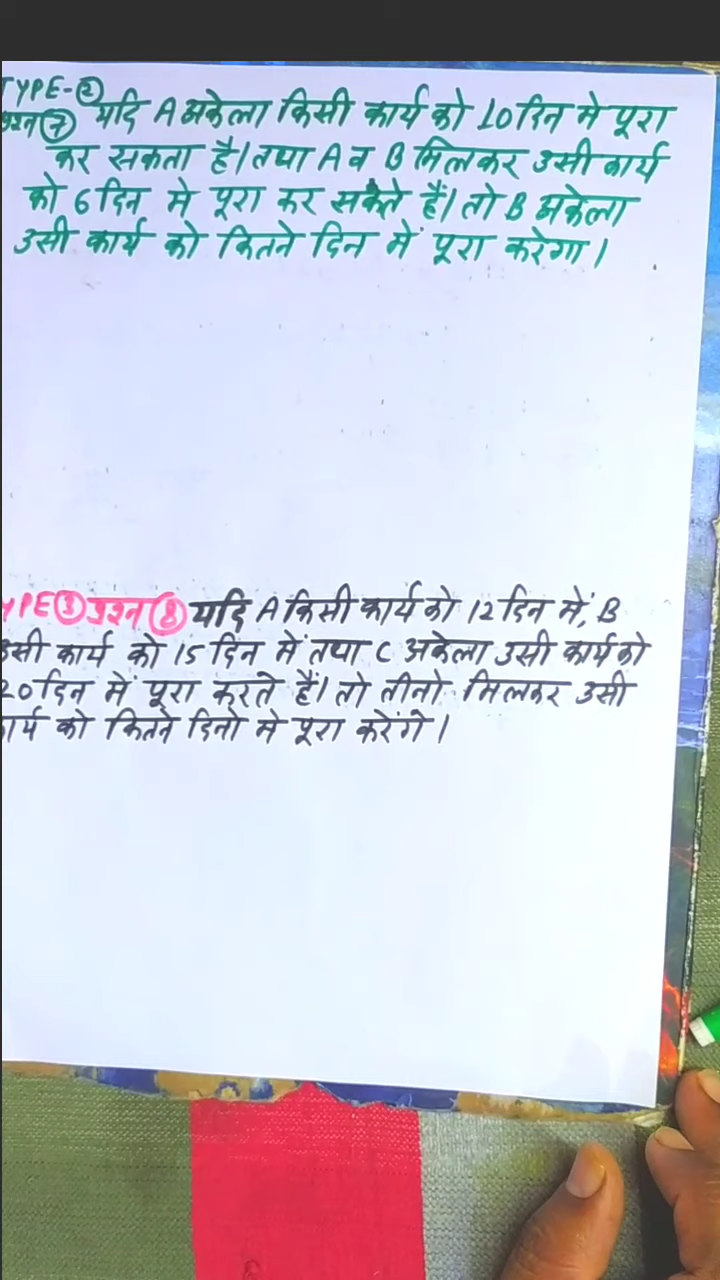 TYPE-②
प्रश्न⑦ यदि A अकेला किसी कार्य को 10 दिन मे पूरा
कर सकता है। तथा A व B मिलकर उसी कार्य
को 6 दिन मे पूरा कर सकते हैं। तो B अकेला
उसी कार्य को कितने दिन में पूरा करेगा।
YPE③ प्रश्न⑧ यदि A किसी कार्य को 12 दिन में, B
उसी कार्य को 15 दिन में तथा C अकेला उसी कार्य को
20 दिन में पूरा करते हैं। तो तीनो मिलकर उसी
कार्य को कितने दिनो मे पूरा करेंगे।